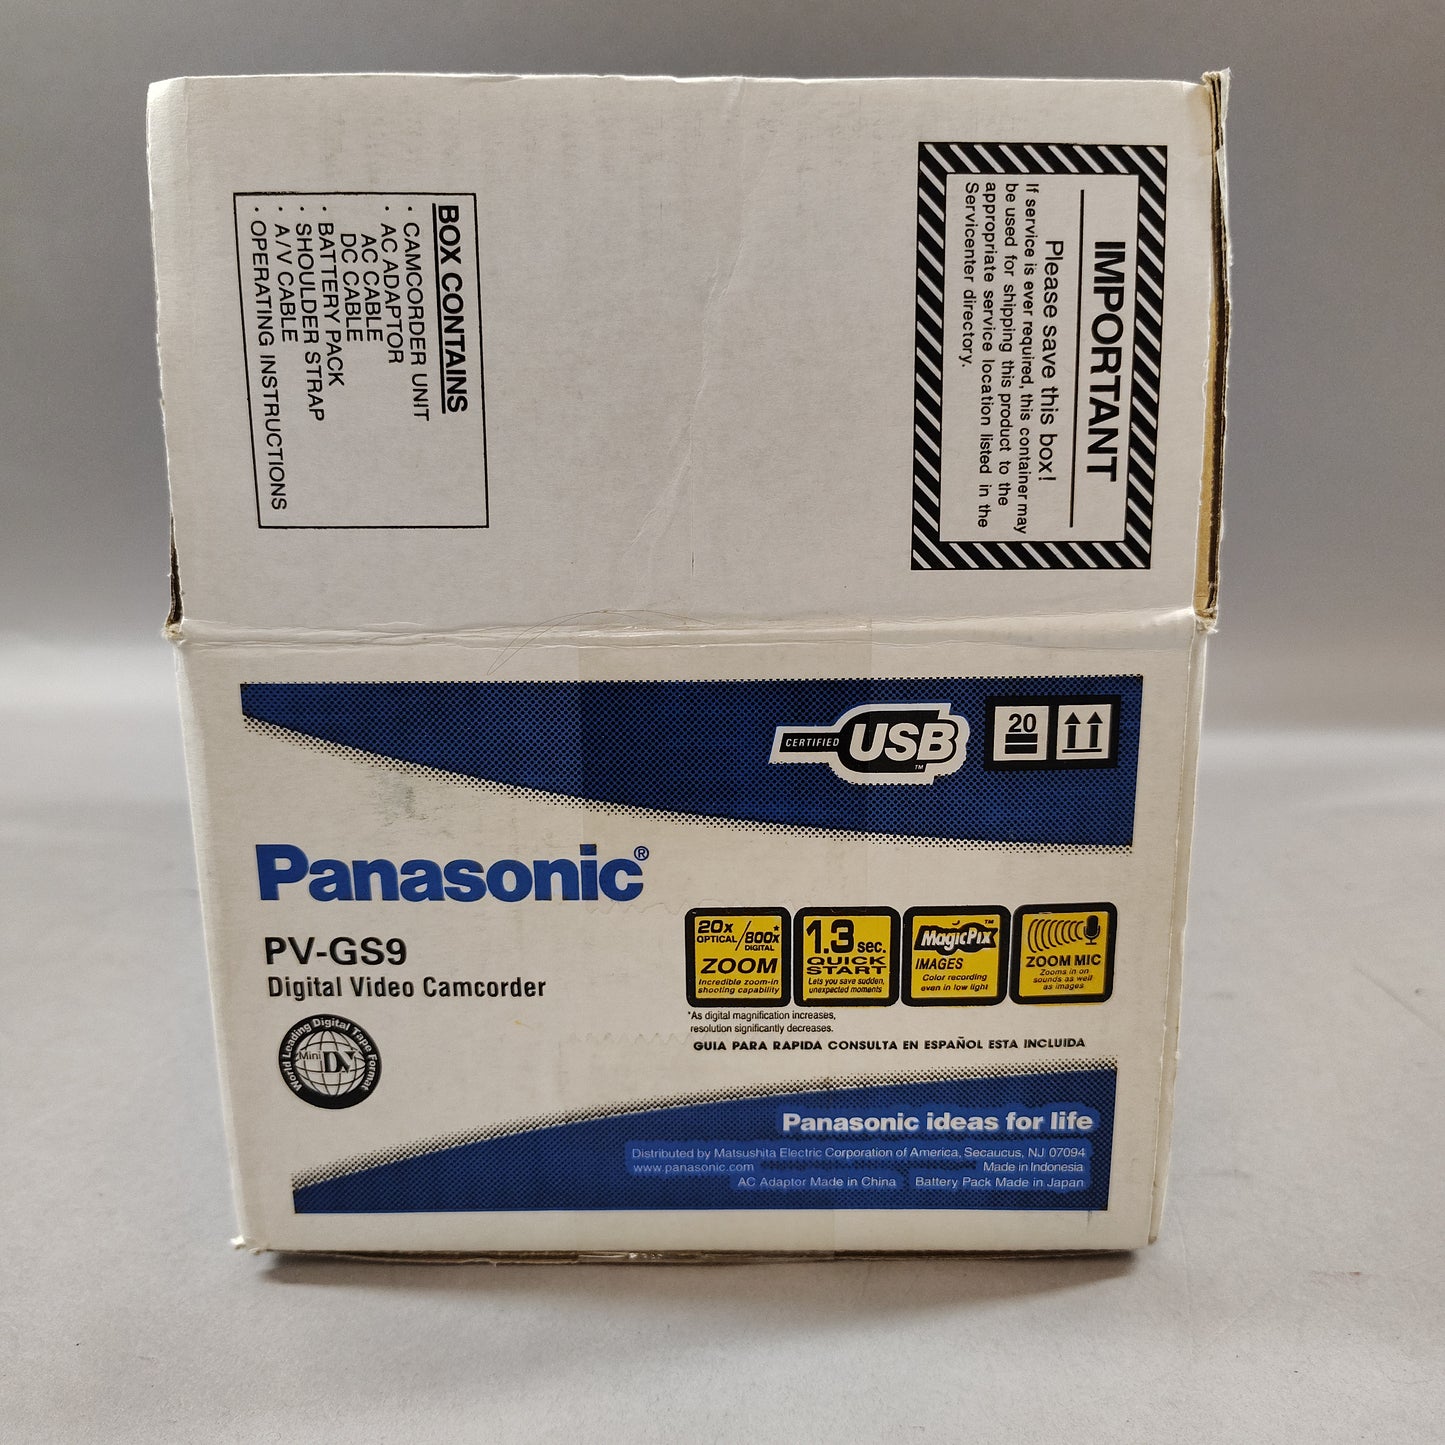 BOX CONTAINS
· CAMCORDER UNIT
· AC ADAPTOR
AC CABLE
DC CABLE
· BATTERY PACK
· SHOULDER STRAP
· A/V CABLE
· OPERATING INSTRUCTIONS
IMPORTANT
Please save this box!
If service is ever required, this container may
be used for shipping this product to the
appropriate service location listed in the
Servicenter directory.
CERTIFIED USB™
20
Panasonic®
PV-GS9
Digital Video Camcorder
World Leading Digital Tape Format
Mini DV
20x
OPTICAL/800x*
DIGITAL
ZOOM
Incredible zoom-in
shooting capability
1.3 sec.
QUICK
START
Lets you save sudden,
unexpected moments
MagicPix™
IMAGES
Color recording
even in low light
ZOOM MIC
Zooms in on
sounds as well
as images
*As digital magnification increases,
resolution significantly decreases.
GUIA PARA RAPIDA CONSULTA EN ESPAÑOL ESTA INCLUIDA
Panasonic ideas for life
Distributed by Matsushita Electric Corporation of America, Secaucus, NJ 07094
www.panasonic.com Made in Indonesia
AC Adaptor Made in China Battery Pack Made in Japan